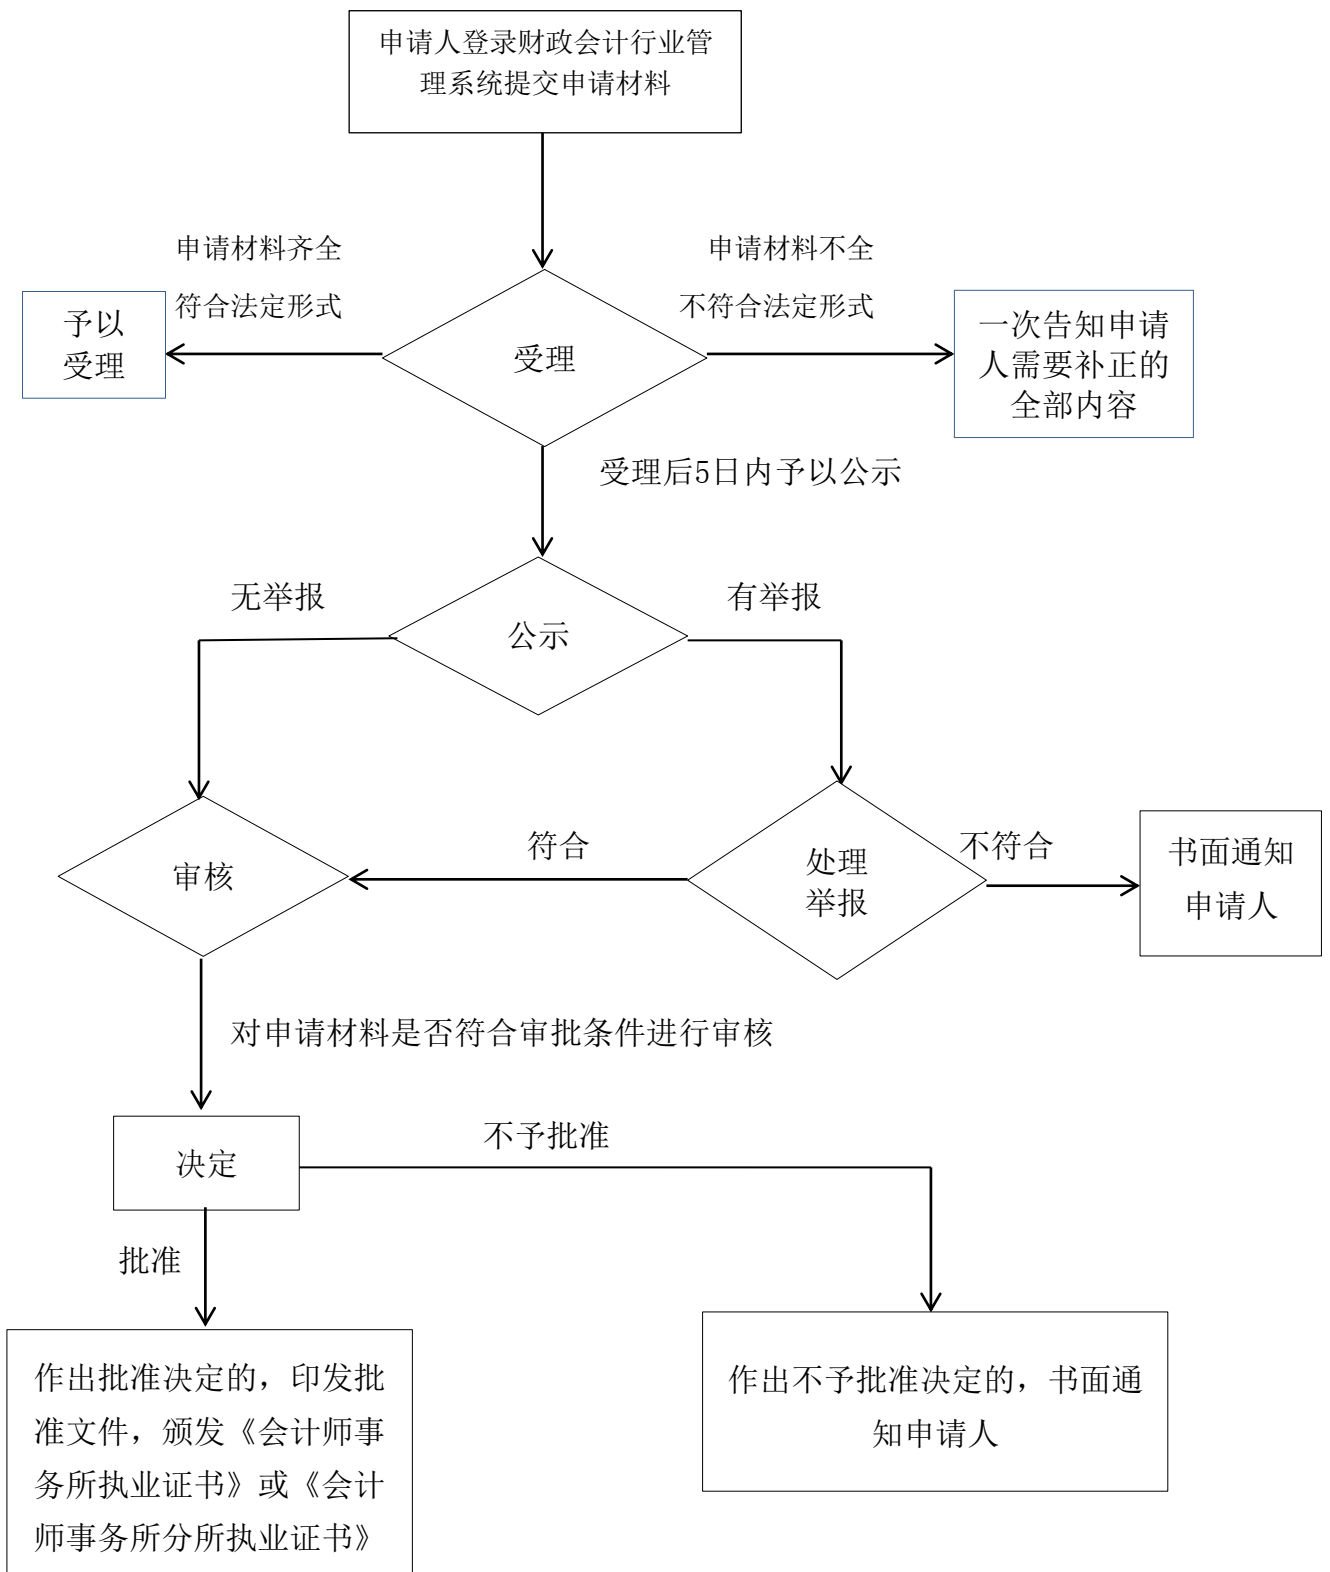 申请人登录财政会计行业管
理系统提交申请材料
申请材料齐全
符合法定形式
申请材料不全
不符合法定形式
予以
受理
受理
一次告知申请
人需要补正的
全部内容
受理后5日内予以公示
无举报
有举报
公示
审核
符合
处理
举报
不符合
书面通知
申请人
对申请材料是否符合审批条件进行审核
决定
不予批准
批准
作出批准决定的，印发批
准文件，颁发《会计师事
务所执业证书》或《会计
师事务所分所执业证书》
作出不予批准决定的，书面通
知申请人